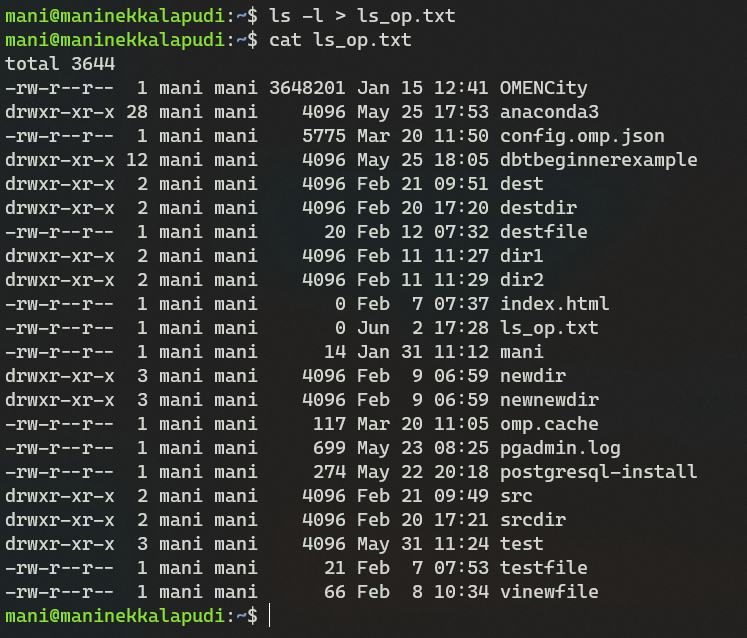 mani@maninekkalapudi:~$ ls -l > ls_op.txt
mani@maninekkalapudi:~$ cat ls_op.txt
total 3644
-rw-r--r--  1 mani mani 3648201 Jan 15 12:41 OMENCity
drwxr-xr-x 28 mani mani    4096 May 25 17:53 anaconda3
-rw-r--r--  1 mani mani    5775 Mar 20 11:50 config.omp.json
drwxr-xr-x 12 mani mani    4096 May 25 18:05 dbtbeginnerexample
drwxr-xr-x  2 mani mani    4096 Feb 21 09:51 dest
drwxr-xr-x  2 mani mani    4096 Feb 20 17:20 destdir
-rw-r--r--  1 mani mani      20 Feb 12 07:32 destfile
drwxr-xr-x  2 mani mani    4096 Feb 11 11:27 dir1
drwxr-xr-x  2 mani mani    4096 Feb 11 11:29 dir2
-rw-r--r--  1 mani mani       0 Feb  7 07:37 index.html
-rw-r--r--  1 mani mani       0 Jun  2 17:28 ls_op.txt
-rw-r--r--  1 mani mani      14 Jan 31 11:12 mani
drwxr-xr-x  3 mani mani    4096 Feb  9 06:59 newdir
drwxr-xr-x  3 mani mani    4096 Feb  9 06:59 newnewdir
-rw-r--r--  1 mani mani     117 Mar 20 11:05 omp.cache
-rw-r--r--  1 mani mani     699 May 23 08:25 pgadmin.log
-rw-r--r--  1 mani mani     274 May 22 20:18 postgresql-install
drwxr-xr-x  2 mani mani    4096 Feb 21 09:49 src
drwxr-xr-x  2 mani mani    4096 Feb 20 17:21 srcdir
drwxr-xr-x  3 mani mani    4096 May 31 11:24 test
-rw-r--r--  1 mani mani      21 Feb  7 07:53 testfile
-rw-r--r--  1 mani mani      66 Feb  8 10:34 vinewfile
mani@maninekkalapudi:~$